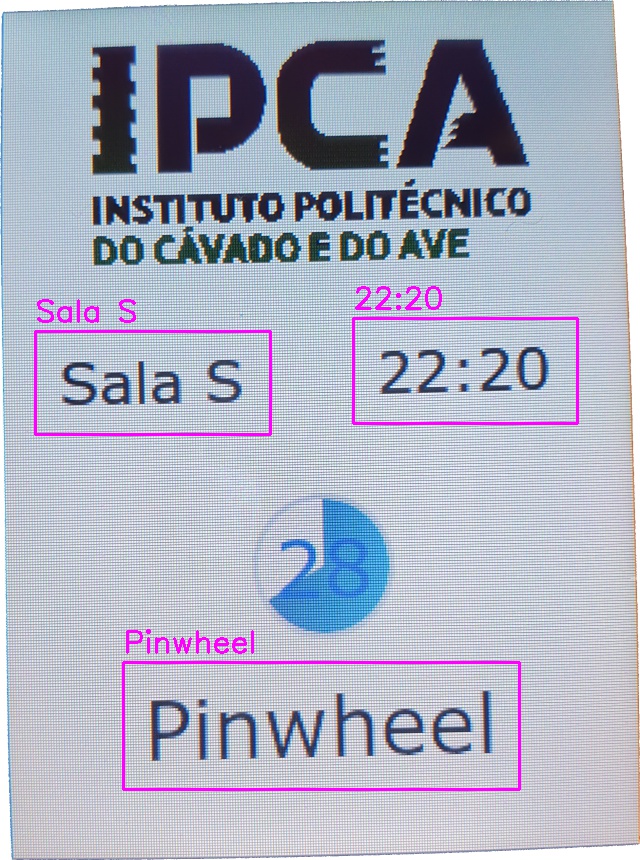 IPCA
INSTITUTO POLITÉCNICO
DO CÁVADO E DO AVE
Sala S 22:20
Sala S 22:20
28
Pinwheel
Pinwheel